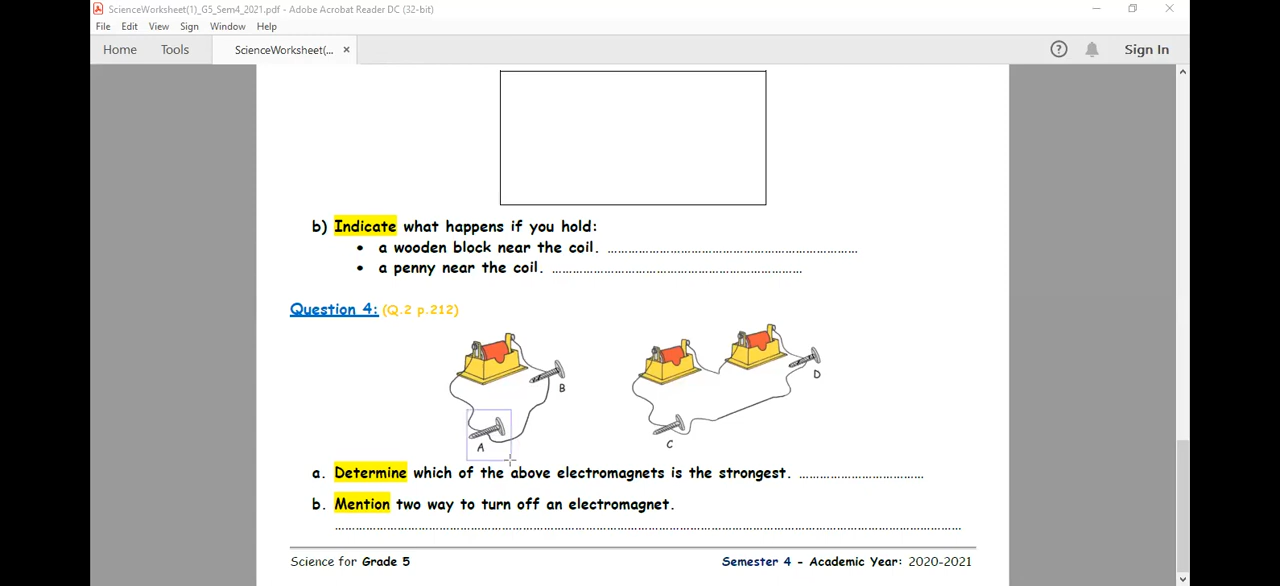 ScienceWorksheet(1)_G5_Sem4_2021.pdf - Adobe Acrobat Reader DC (32-bit)
File Edit View Sign Window Help
Home Tools ScienceWorksheet(... × Sign In
b) Indicate what happens if you hold:
• a wooden block near the coil. ........................................................................
• a penny near the coil. ........................................................................
Question 4: (Q.2 p.212)
B
D
A
C
a. Determine which of the above electromagnets is the strongest. ....................................
b. Mention two way to turn off an electromagnet.
....................................................................................................................................................................................
Science for Grade 5 Semester 4 - Academic Year: 2020-2021